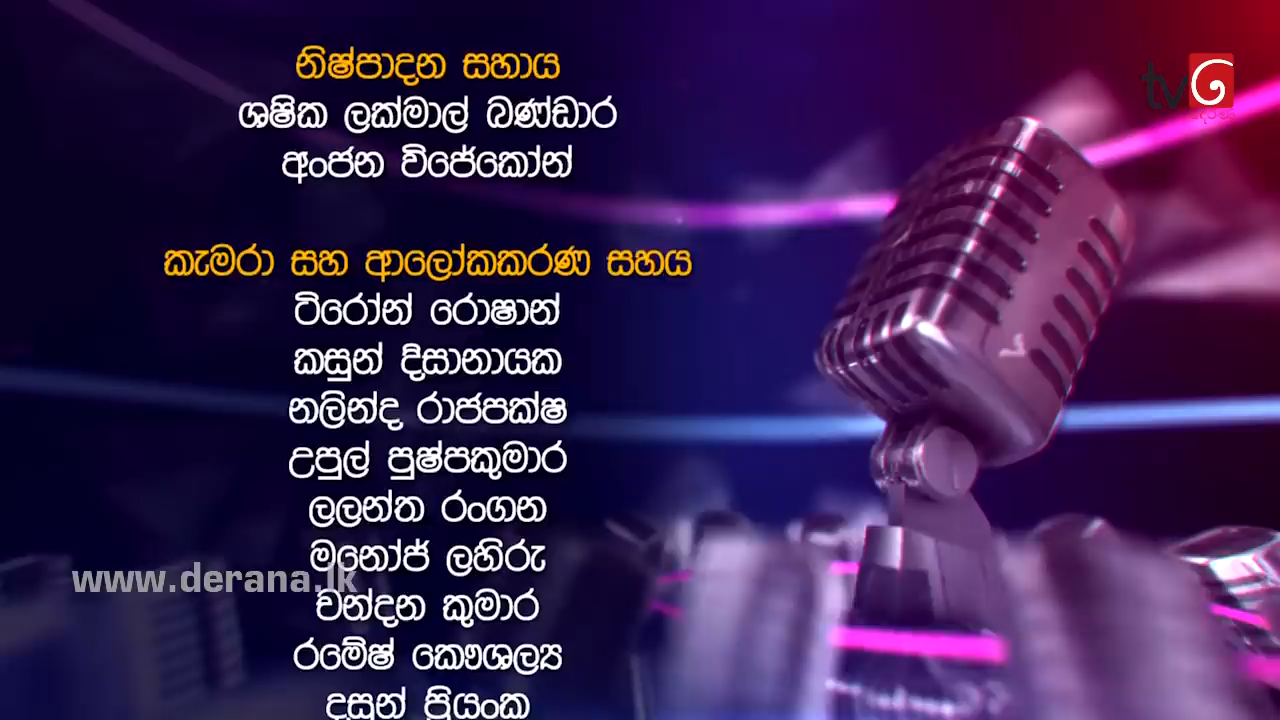 නිෂ්පාදන සහාය
ශෂික ලක්මාල් බණ්ඩාර
අංජන විජේකෝන්
කැමරා සහ ආලෝකකරණ සහය
ටිරෝන් රොෂාන්
කසුන් දිසානායක
නලින්ද රාජපක්ෂ
උපුල් පුෂ්පකුමාර
ලලන්ත රංගන
මනෝජ් ලහිරු
චන්දන කුමාර
රමේෂ් කෞශල්‍ය
දසුන් ප්‍රියංක
www.derana.lk
tv
දෙරණ